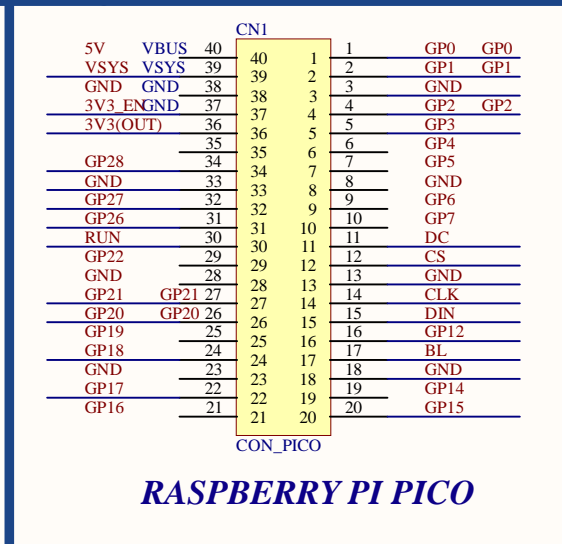 CN1
5V VBUS 40 1 GP0 GP0
40 1
VSYS VSYS 39 2 GP1 GP1
39 2
GND 38 3 GND
38 3
3V3_EN GND 37 4 GP2 GP2
37 4
3V3(OUT) 36 5 GP3
36 5
35 6 GP4
35 6
GP28 34 7 GP5
34 7
GND 33 8 GND
33 8
GP27 32 9 GP6
32 9
GP26 31 10 GP7
31 10
RUN 30 11 DC
30 11
GP22 29 12 CS
29 12
GND 28 13 GND
28 13
GP21 GP21 27 14 CLK
27 14
GP20 GP20 26 15 DIN
26 15
GP19 25 16 GP12
25 16
GP18 24 17 BL
24 17
GND 23 18 GND
23 18
GP17 22 19 GP14
22 19
GP16 21 20 GP15
21 20
CON_PICO
RASPBERRY PI PICO